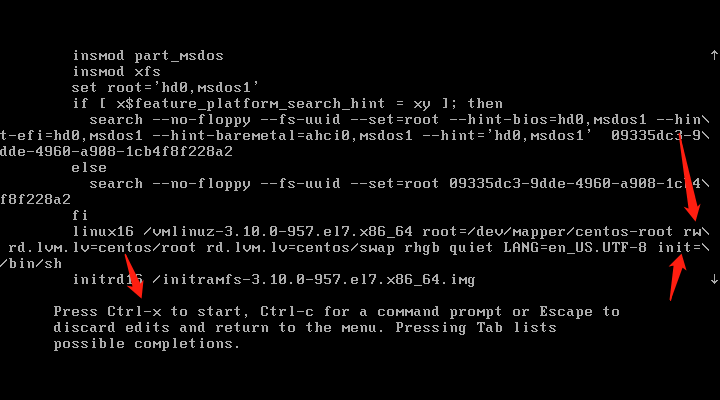 insmod part_msdos
insmod xfs
set root='hd0,msdos1'
if [ x$feature_platform_search_hint = xy ]; then
search --no-floppy --fs-uuid --set=root --hint-bios=hd0,msdos1 --hin\
t-efi=hd0,msdos1 --hint-baremetal=ahci0,msdos1 --hint='hd0,msdos1'  09335dc3-9\
dde-4960-a908-1cb4f8f228a2
else
search --no-floppy --fs-uuid --set=root 09335dc3-9dde-4960-a908-1cb4\
f8f228a2
fi
linux16 /vmlinuz-3.10.0-957.el7.x86_64 root=/dev/mapper/centos-root rw\
rd.lvm.lv=centos/root rd.lvm.lv=centos/swap rhgb quiet LANG=en_US.UTF-8 init=\
/bin/sh
initrd16 /initramfs-3.10.0-957.el7.x86_64.img
Press Ctrl-x to start, Ctrl-c for a command prompt or Escape to
discard edits and return to the menu. Pressing Tab lists
possible completions.